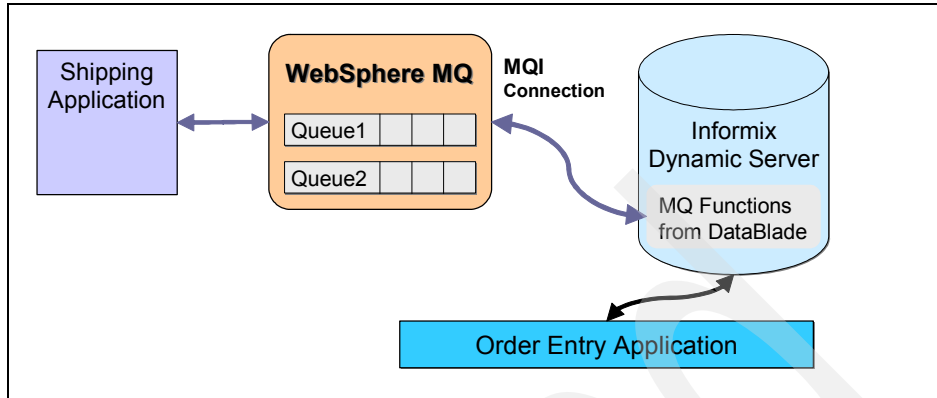 Shipping
Application
WebSphere MQ
Queue1
Queue2
MQI
Connection
Informix
Dynamic Server
MQ Functions
from DataBlade
Order Entry Application